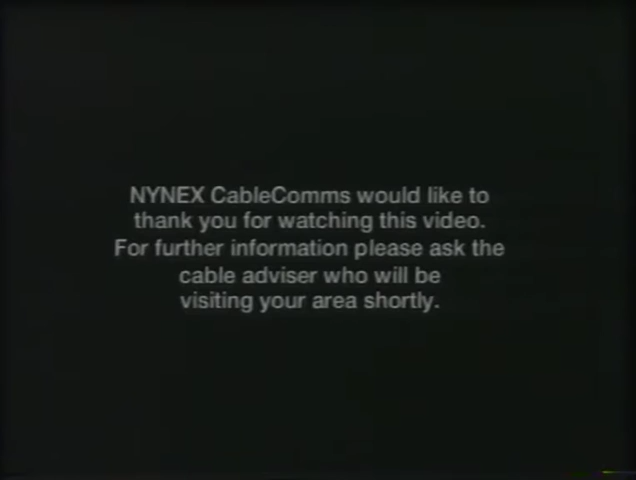 NYNEX CableComms would like to
thank you for watching this video.
For further information please ask the
cable adviser who will be
visiting your area shortly.